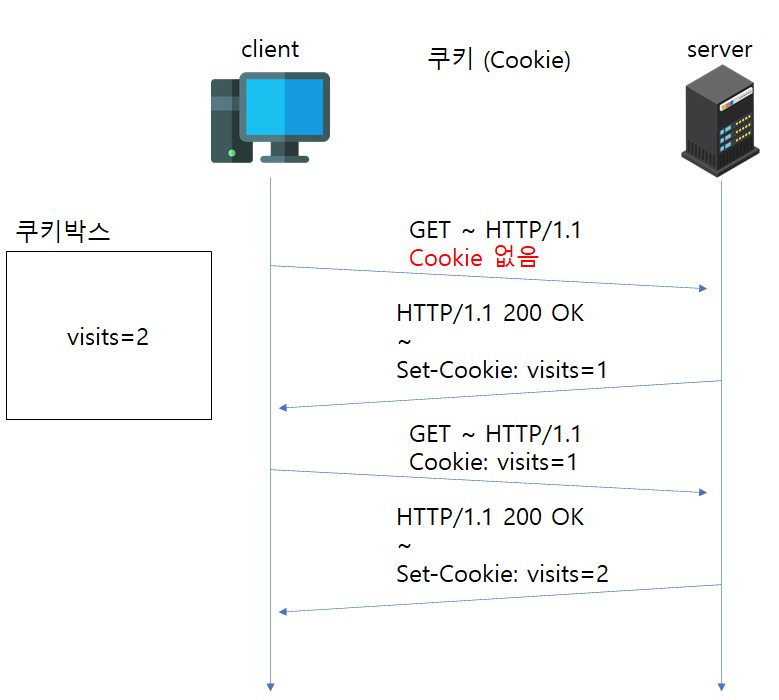 client
쿠키 (Cookie)
server
쿠키박스
visits=2
GET ~ HTTP/1.1
Cookie 없음
HTTP/1.1 200 OK
~
Set-Cookie: visits=1
GET ~ HTTP/1.1
Cookie: visits=1
HTTP/1.1 200 OK
~
Set-Cookie: visits=2